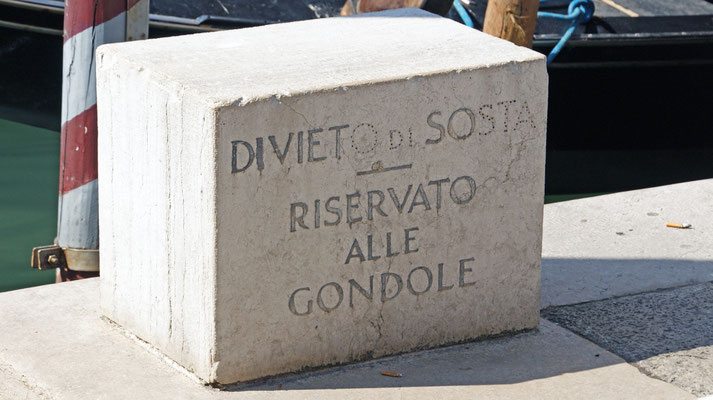 DIVIETO DI SOSTA
RISERVATO
ALLE
GONDOLE